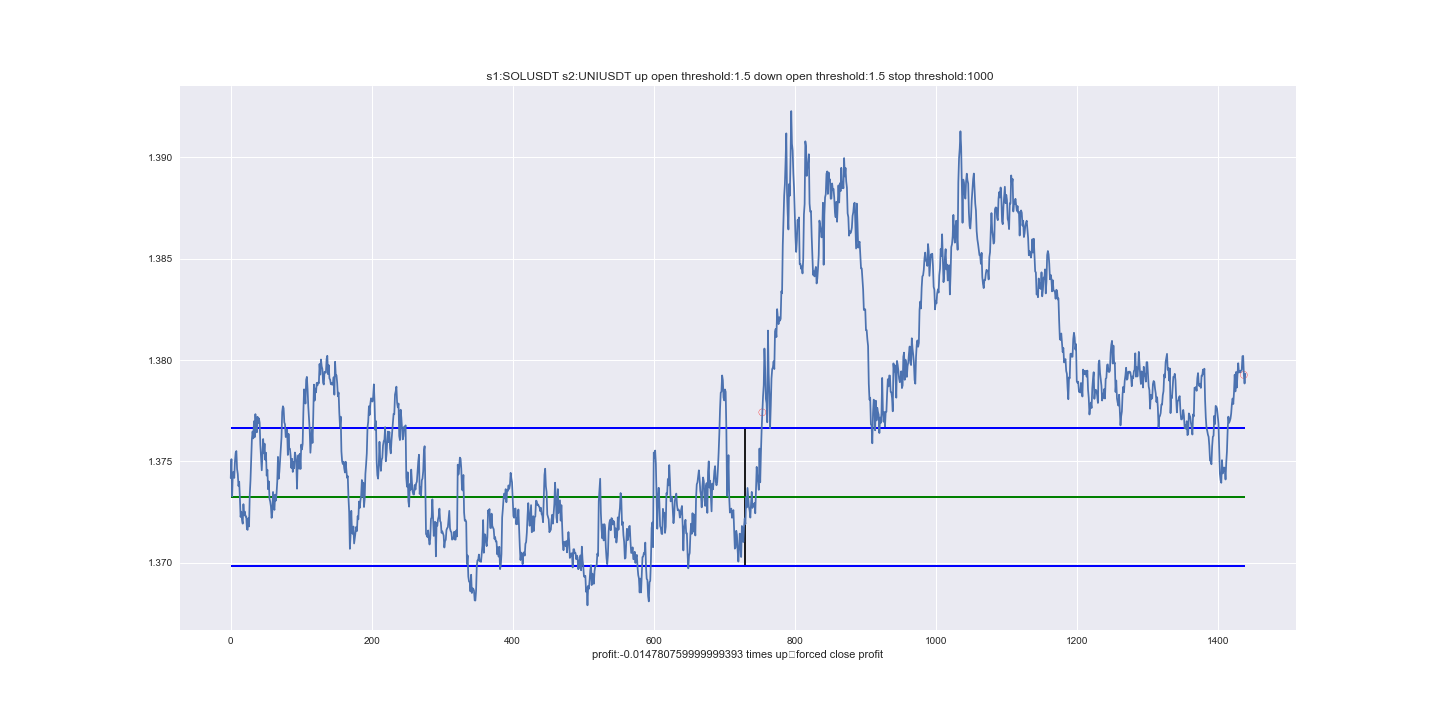 s1:SOLUSDT s2:UNIUSDT up open threshold:1.5 down open threshold:1.5 stop threshold:1000
1.390
1.385
1.380
1.375
1.370
0 200 400 600 800 1000 1200 1400
profit:-0.014780759999999393 times up□forced close profit